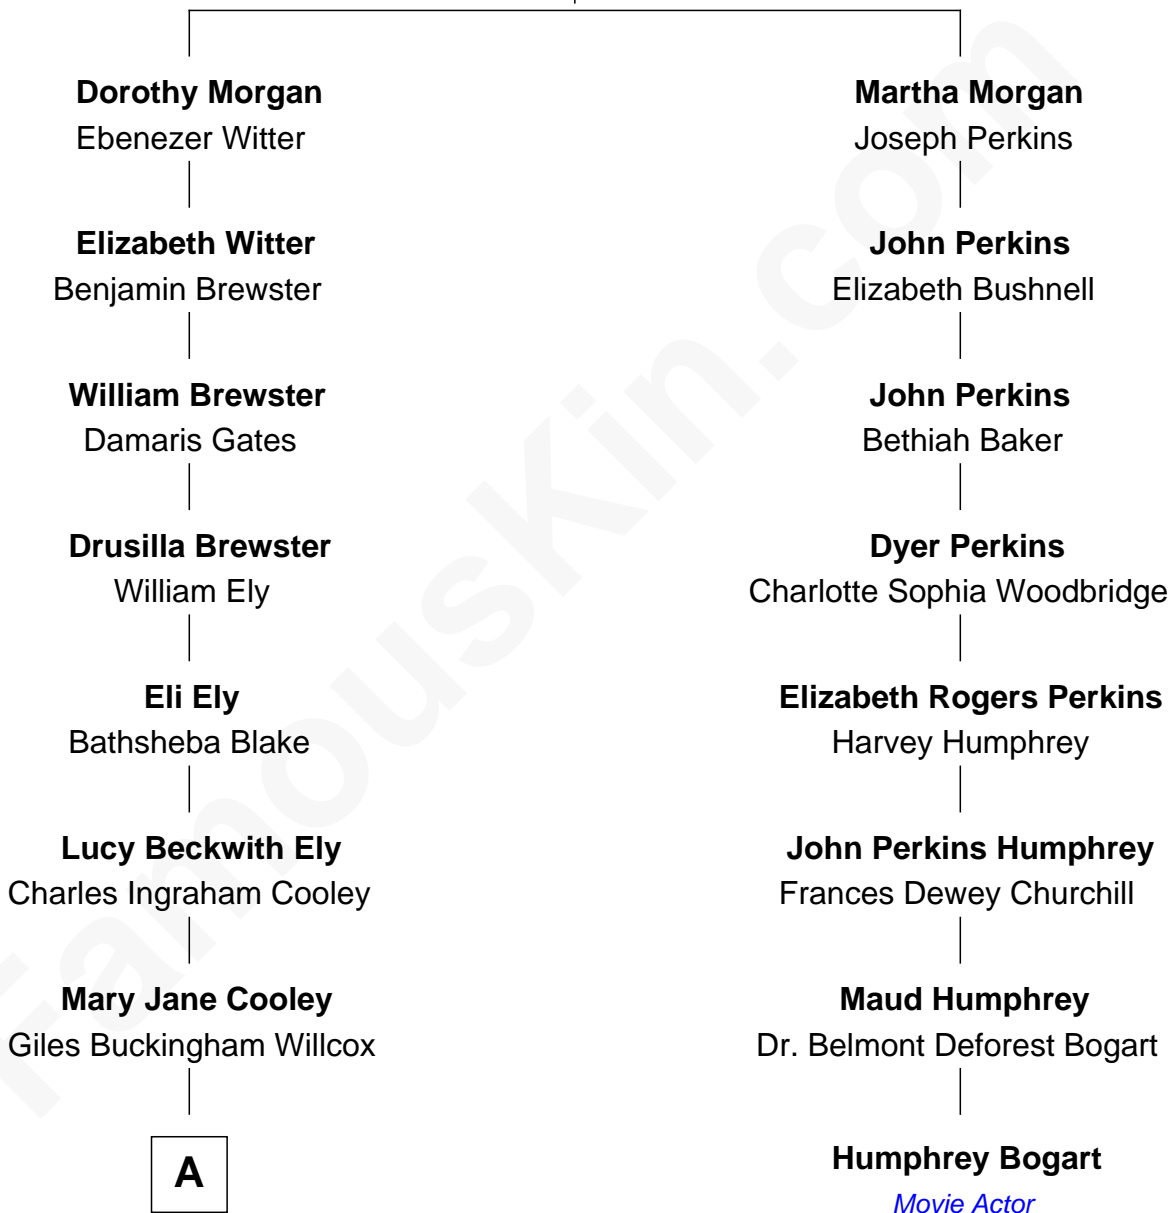 Dorothy Morgan
Ebenezer Witter
Martha Morgan
Joseph Perkins
Elizabeth Witter
Benjamin Brewster
John Perkins
Elizabeth Bushnell
William Brewster
Damaris Gates
John Perkins
Bethiah Baker
Drusilla Brewster
William Ely
Dyer Perkins
Charlotte Sophia Woodbridge
Eli Ely
Bathsheba Blake
Elizabeth Rogers Perkins
Harvey Humphrey
Lucy Beckwith Ely
Charles Ingraham Cooley
John Perkins Humphrey
Frances Dewey Churchill
Mary Jane Cooley
Giles Buckingham Willcox
Maud Humphrey
Dr. Belmont Deforest Bogart
A
Humphrey Bogart
Movie Actor
FamousKin.com